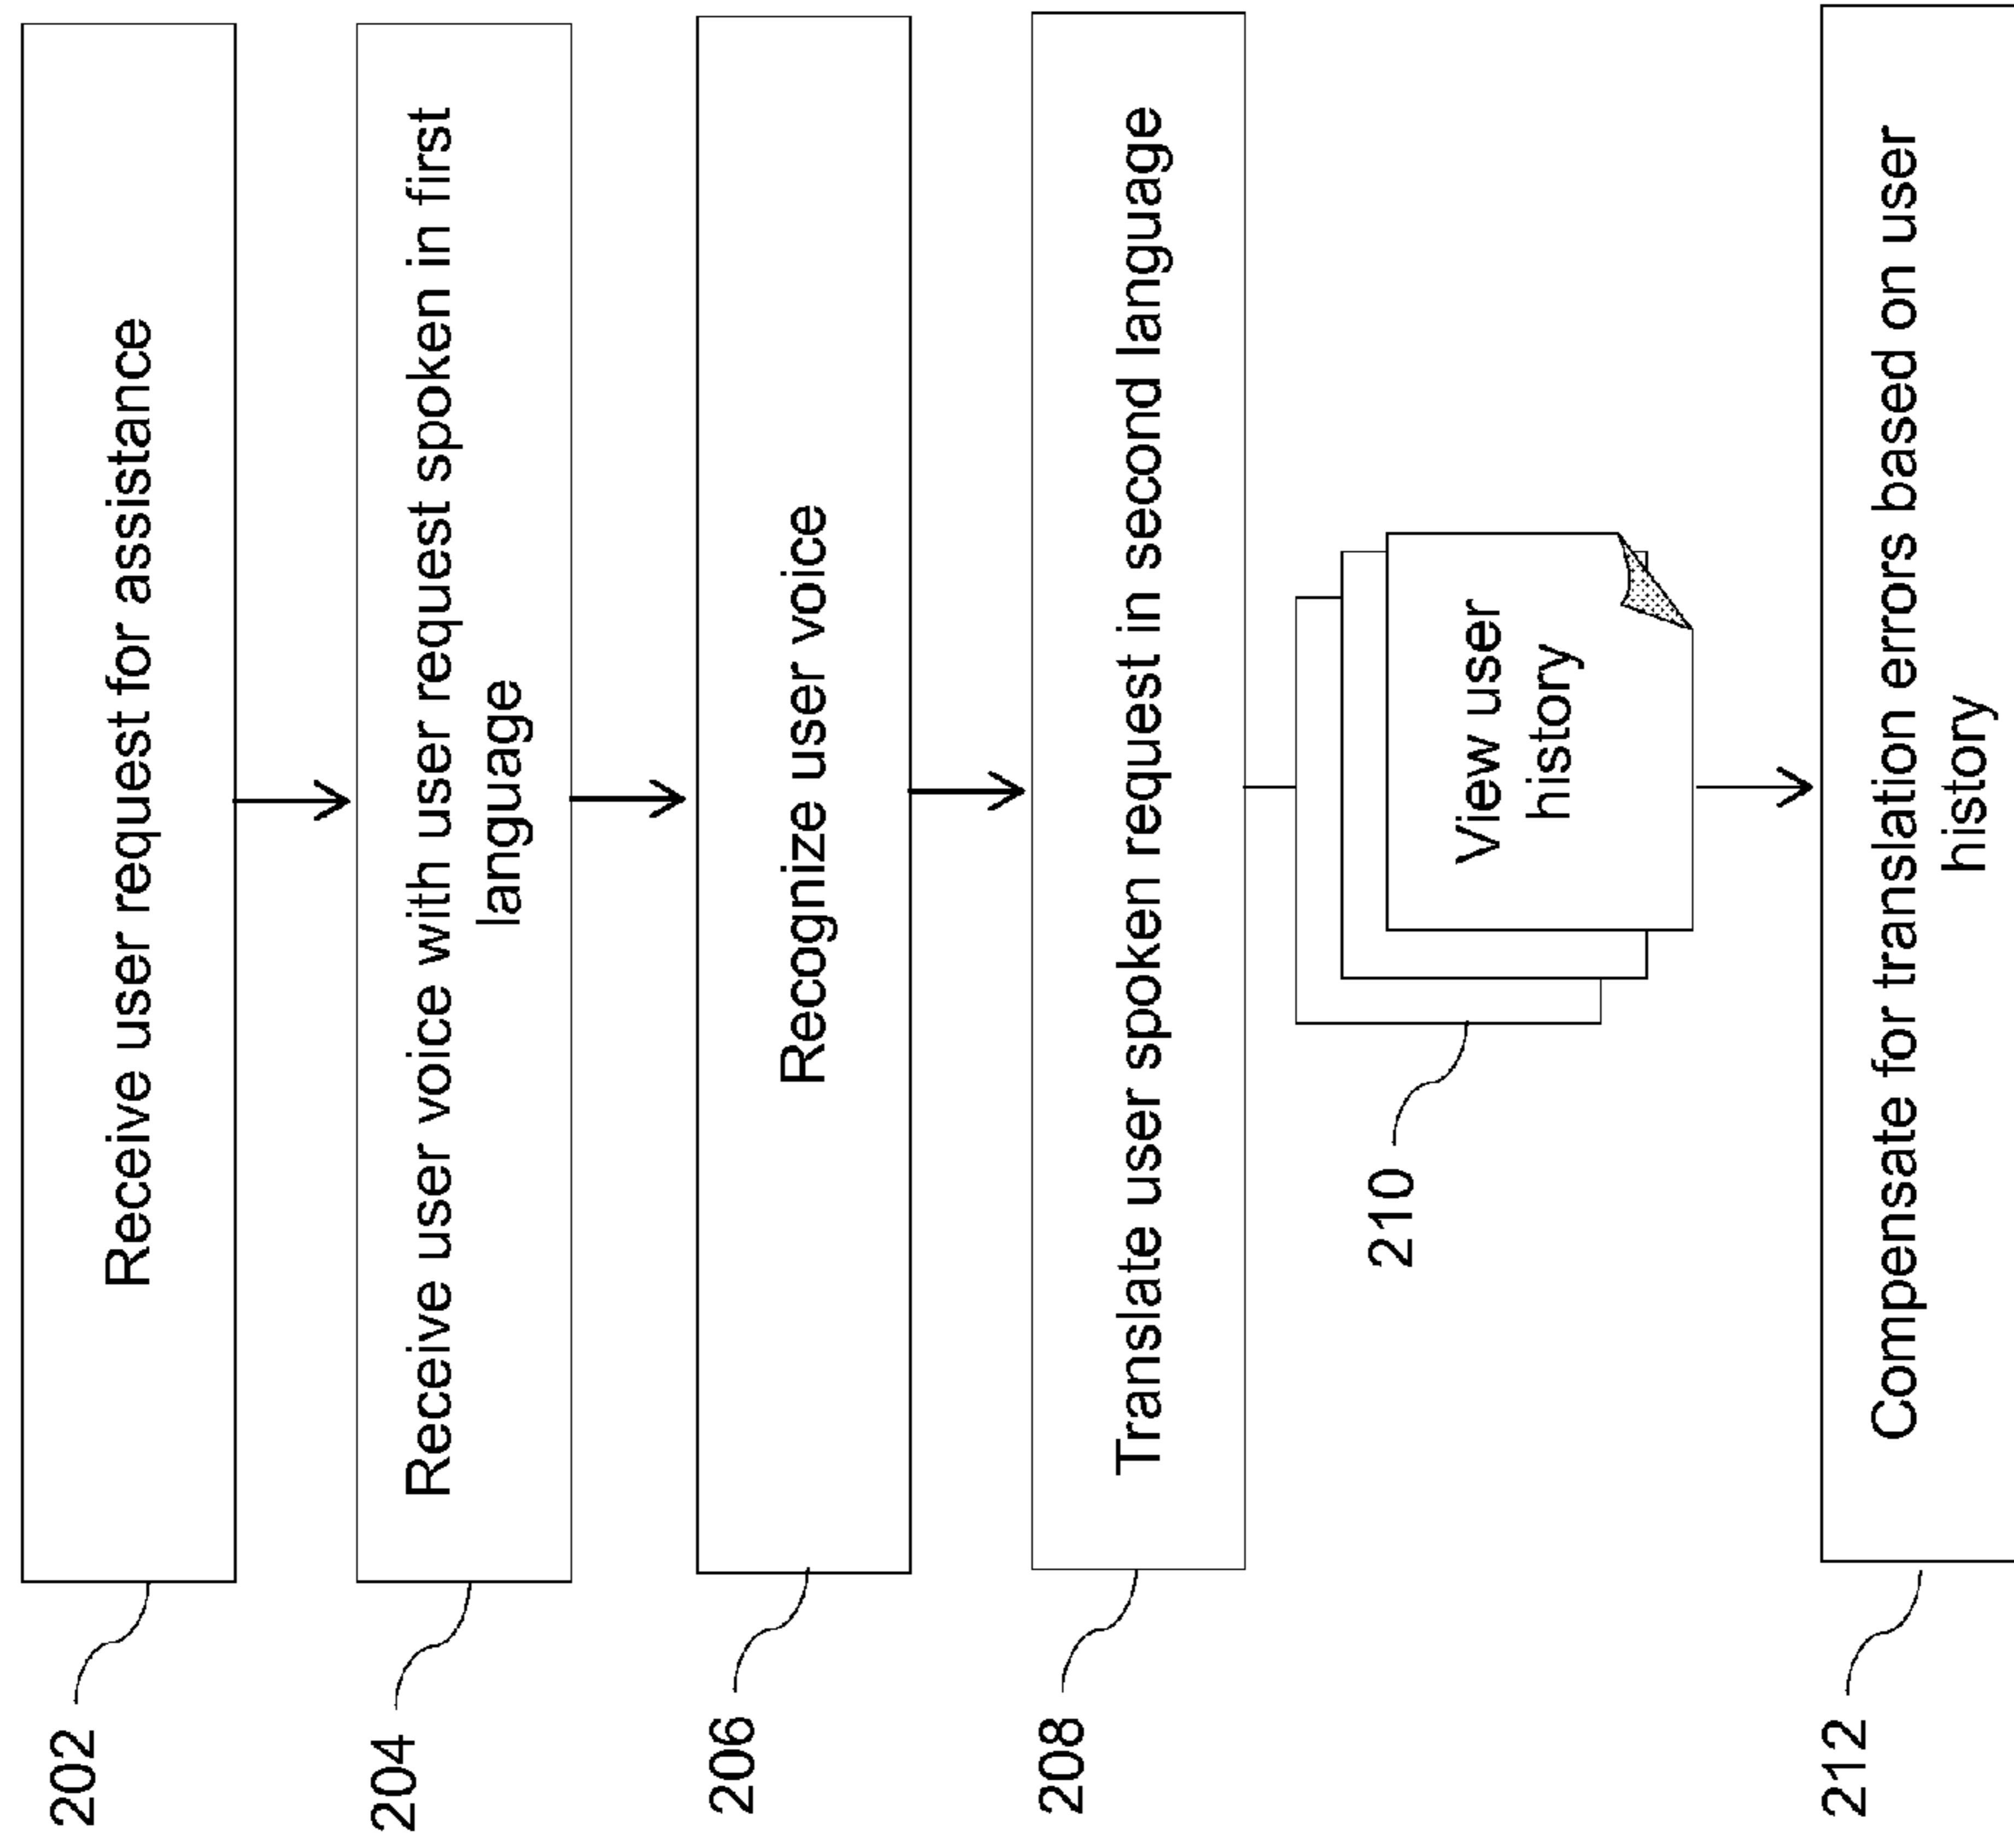 202
Receive user request for assistance
204
Receive user voice with user request spoken in first
language
206
Recognize user voice
208
Translate user spoken request in second language
210
View user
history
212
Compensate for translation errors based on user
history